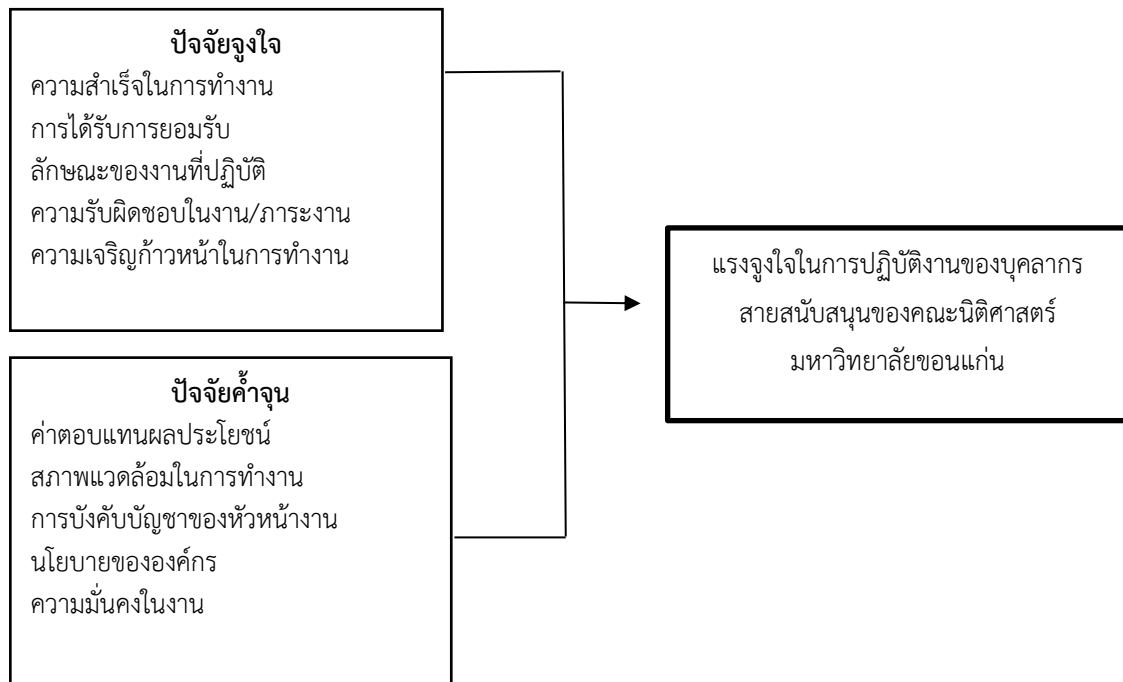 ปัจจัยจูงใจ
ความสำเร็จในการทำงาน
การได้รับการยอมรับ
ลักษณะของงานที่ปฏิบัติ
ความรับผิดชอบในงาน/ภาระงาน
ความเจริญก้าวหน้าในการทำงาน
ปัจจัยค้ำจุน
ค่าตอบแทนผลประโยชน์
สภาพแวดล้อมในการทำงาน
การบังคับบัญชาของหัวหน้างาน
นโยบายขององค์กร
ความมั่นคงในงาน
แรงจูงใจในการปฏิบัติงานของบุคลากร
สายสนับสนุนของคณะนิติศาสตร์
มหาวิทยาลัยขอนแก่น